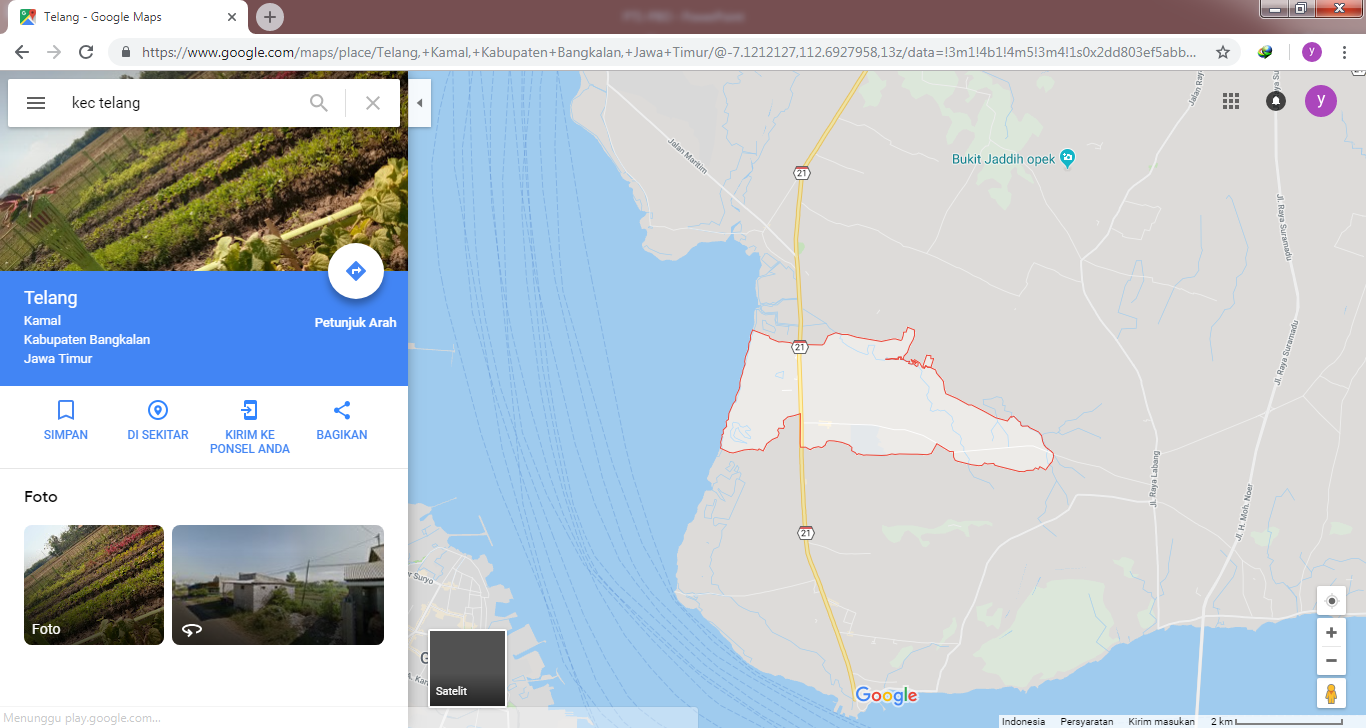 Telang - Google Maps
https://www.google.com/maps/place/Telang,+Kamal,+Kabupaten+Bangkalan,+Jawa+Timur/@-7.1212127,112.6927958,13z/data=!3m1!4b1!4m5!3m4!1s0x2dd803ef5abb...
y
kec telang
y
Telang
Kamal
Kabupaten Bangkalan
Jawa Timur
Petunjuk Arah
SIMPAN
DI SEKITAR
KIRIM KE
PONSEL ANDA
BAGIKAN
Foto
Foto
Satelit
Menunggu play.google.com...
Jalan Maritim
21
Bukit Jaddih opek
Jl. Raya Suramadu
21
Jl. Raya Suramadu
Jl. Raya Labang
Jl. H. Moh. Noer
21
Google
Indonesia Persyaratan Kirim masukan 2 km